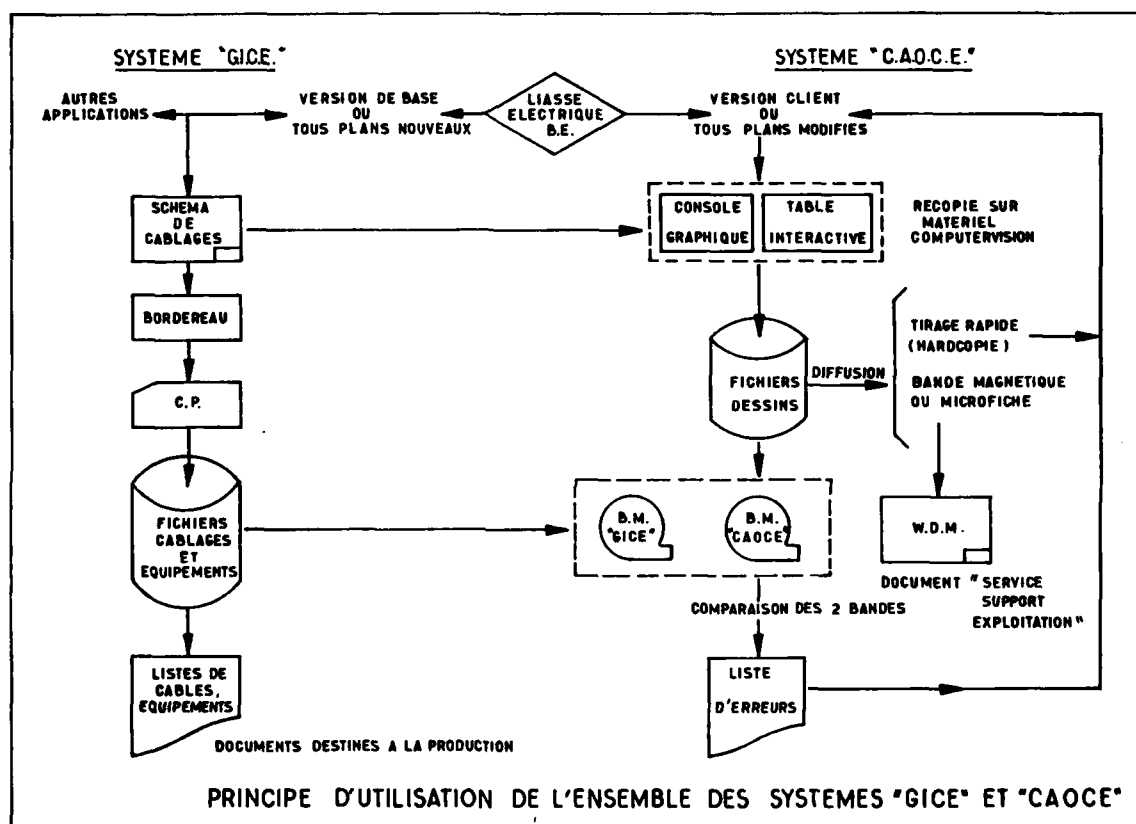 SYSTEME "G.I.C.E."
SYSTEME "C.A.O.C.E."
AUTRES
APPLICATIONS
VERSION DE BASE
OU
TOUS PLANS NOUVEAUX
LIASSE
ELECTRIQUE
B.E.
VERSION CLIENT
OU
TOUS PLANS MODIFIES
SCHEMA
DE
CABLAGES
CONSOLE
GRAPHIQUE
TABLE
INTERACTIVE
RECOPIE SUR
MATERIEL
COMPUTERVISION
BORDEREAU
C.P.
FICHIERS
DESSINS
DIFFUSION
TIRAGE RAPIDE
(HARDCOPIE)
BANDE MAGNETIQUE
OU MICROFICHE
FICHIERS
CABLAGES
ET
EQUIPEMENTS
B.M.
"GICE"
B.M.
"CAOCE"
W.D.M.
DOCUMENT "SERVICE
SUPPORT
EXPLOITATION"
COMPARAISON DES 2 BANDES
LISTES DE
CABLES,
EQUIPEMENTS
LISTE
D'ERREURS
DOCUMENTS DESTINES A LA PRODUCTION
PRINCIPE D'UTILISATION DE L'ENSEMBLE DES SYSTEMES "GICE" ET "CAOCE"